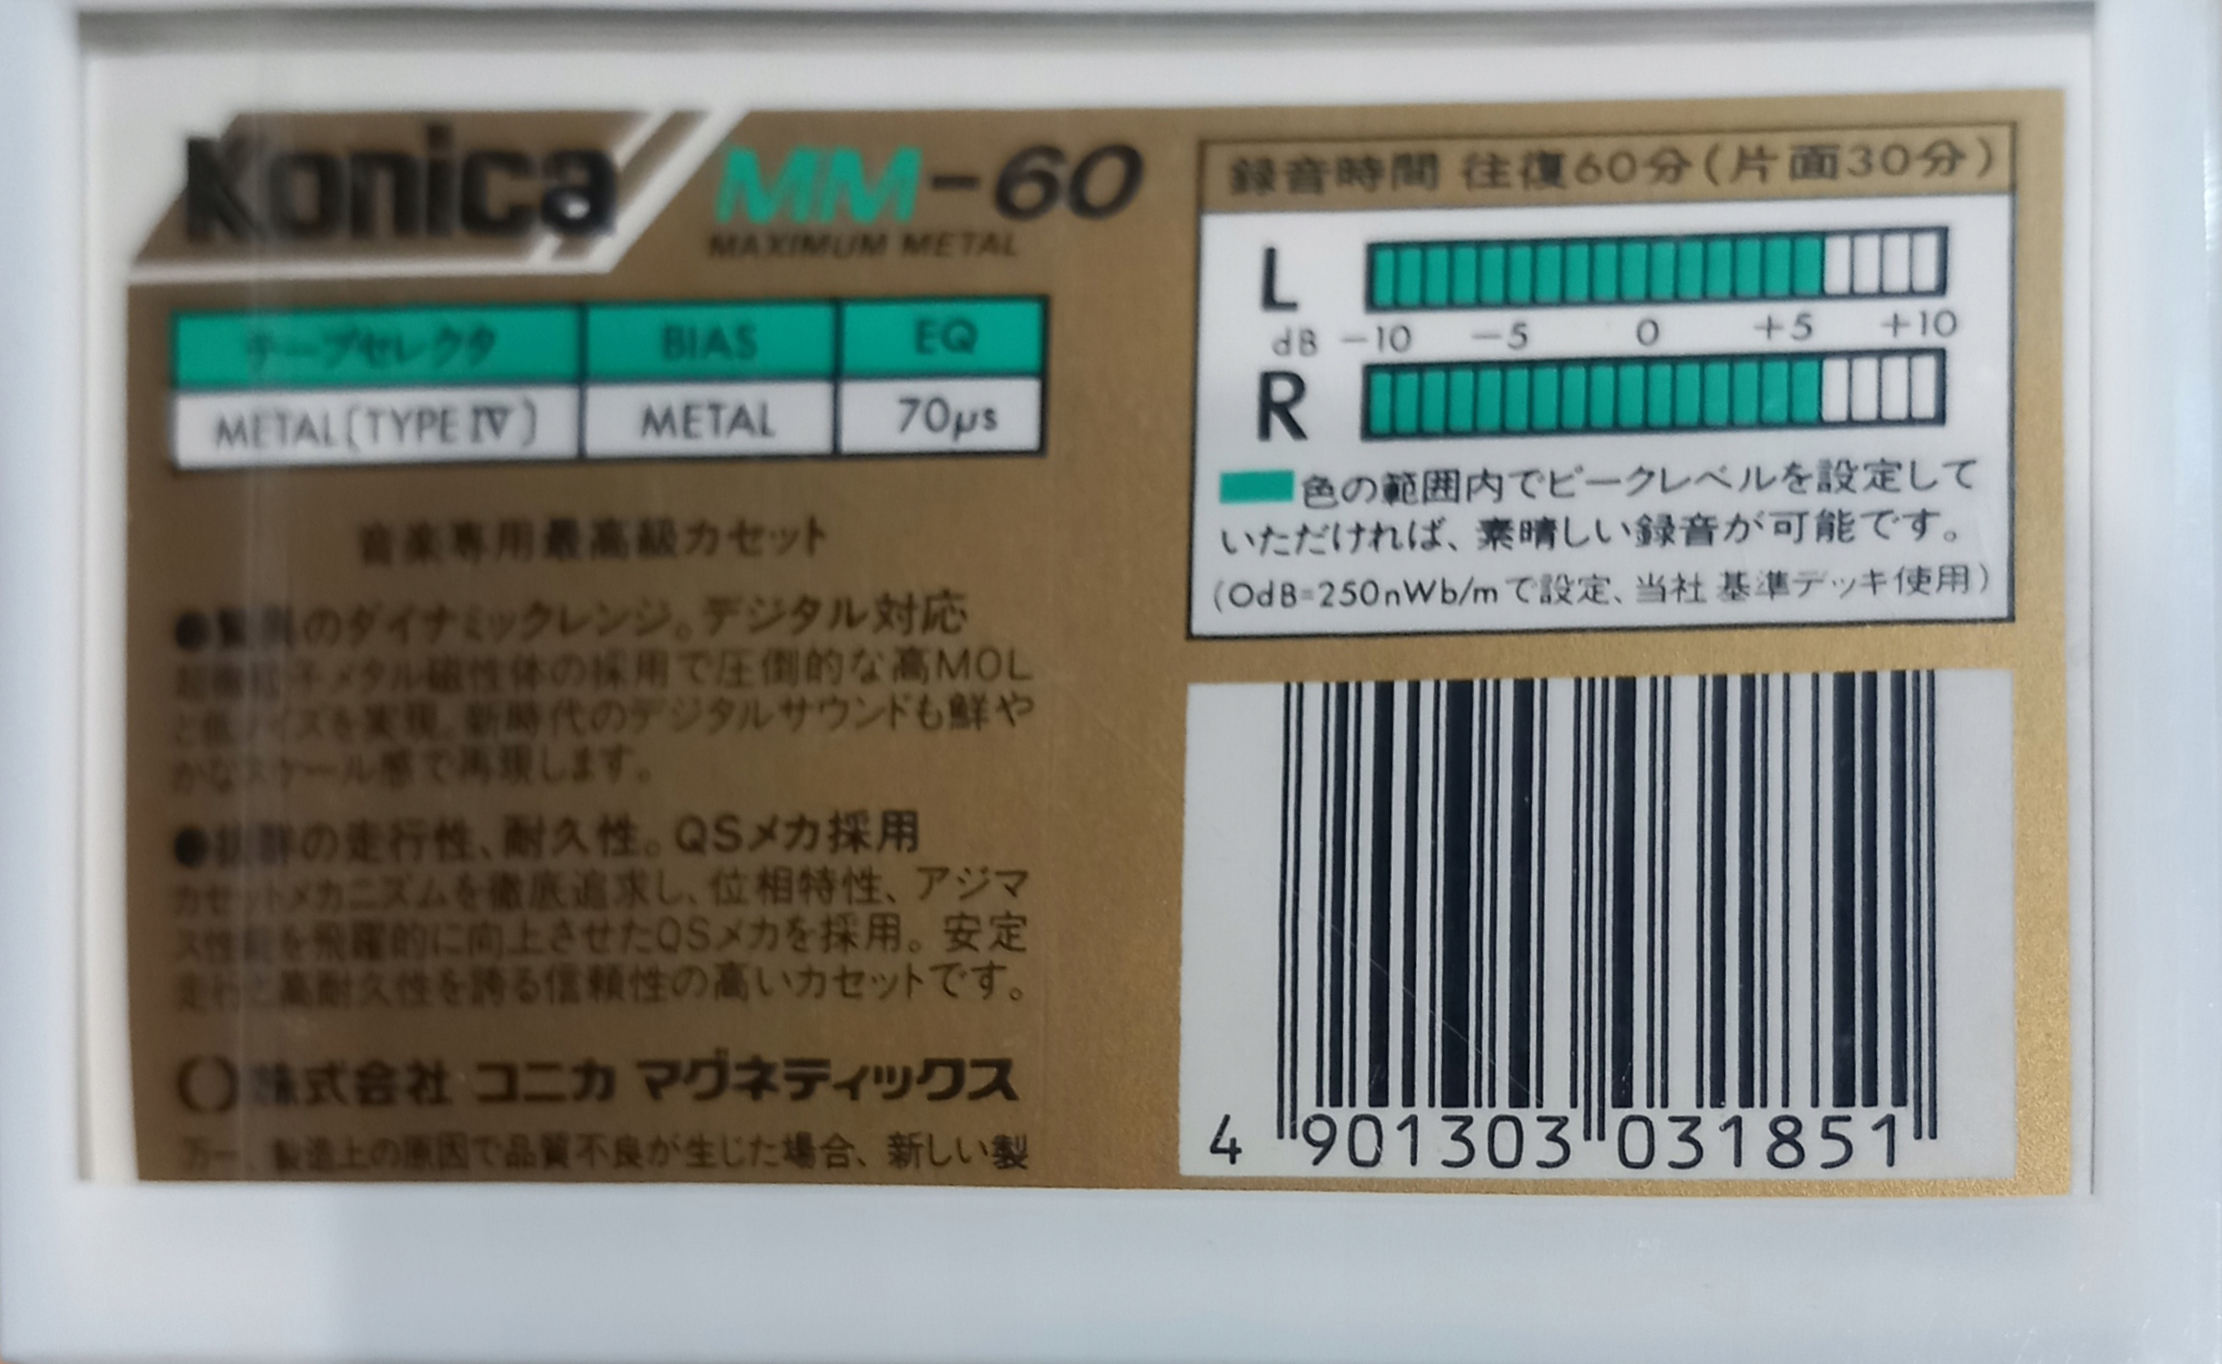 Konica MM-60
MAXIMUM METAL
テープセレクタ BIAS EQ
METAL(TYPE IV) METAL 70μs
音楽専用最高級カセット
●驚異のダイナミックレンジ。デジタル対応
超微粒子メタル磁性体の採用で圧倒的な高MOL
と低ノイズを実現。新時代のデジタルサウンドも鮮や
かなスケール感で再現します。
●抜群の走行性、耐久性。QSメカ採用
カセットメカニズムを徹底追求し、位相特性、アジマ
ス性能を飛躍的に向上させたQSメカを採用。安定
走行と高耐久性を誇る信頼性の高いカセットです。
株式会社 コニカ マグネティックス
万一、製造上の原因で品質不良が生じた場合、新しい製
録音時間 往復60分(片面30分)
L
dB -10 -5 0 +5 +10
R
色の範囲内でピークレベルを設定して
いただければ、素晴しい録音が可能です。
(0dB=250nWb/mで設定、当社基準デッキ使用)
4 901303 031851